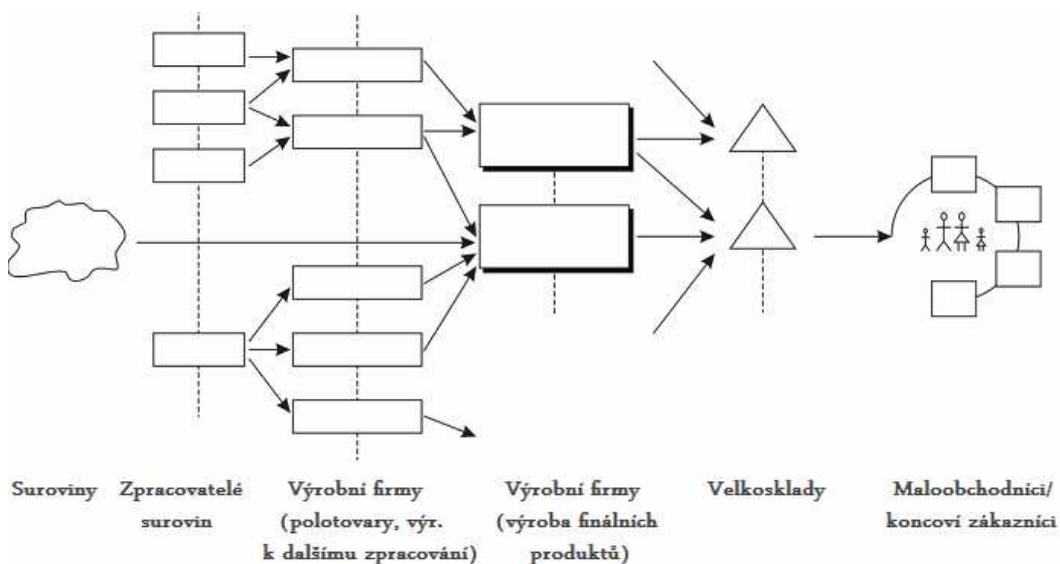 Suroviny
Zpracovatelé
surovin
Výrobní firmy
(polotovary, výr.
k dalšímu zpracování)
Výrobní firmy
(výroba finálních
produktů)
Velkosklady
Maloobchodníci/
koncoví zákazníci